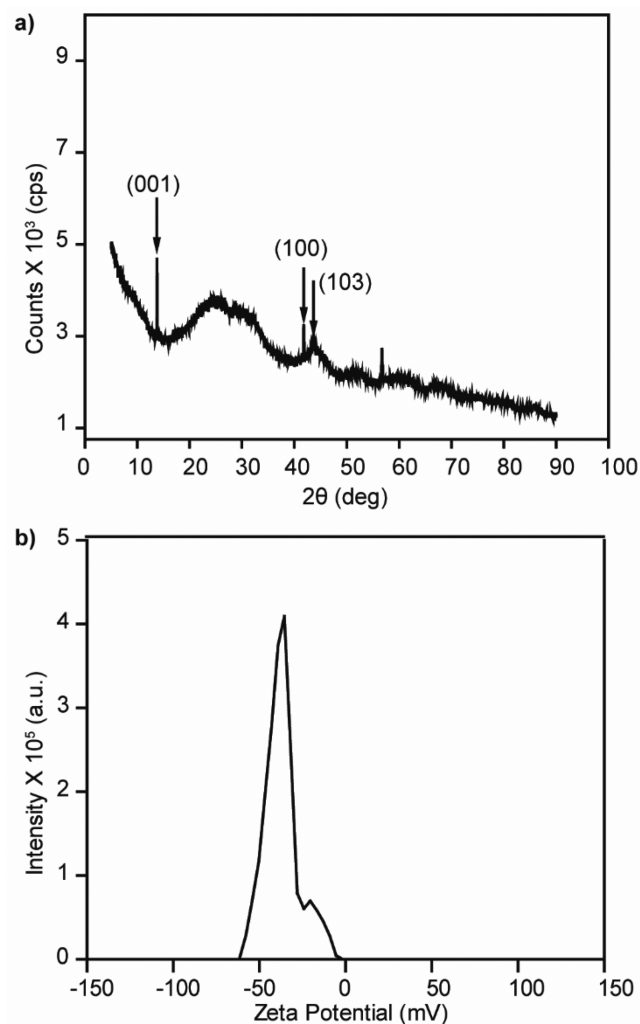 a)
9
7
5
3
1
Counts X 10³ (cps)
(001)
(100)
(103)
0 10 20 30 40 50 60 70 80 90 100
2θ (deg)
b)
5
4
3
2
1
0
Intensity X 10⁵ (a.u.)
-150 -100 -50 0 50 100 150
Zeta Potential (mV)